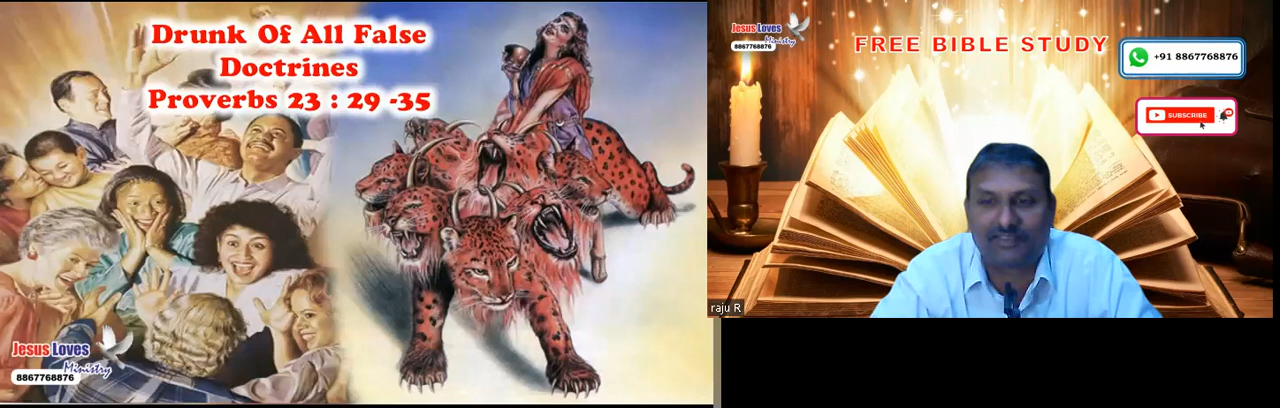 Drunk Of All False
Doctrines
Proverbs 23 : 29 -35
Jesus Loves
Ministry
8867768876
Jesus Loves
Ministry
8867768876
FREE BIBLE STUDY
+91 8867768876
SUBSCRIBE
raju R